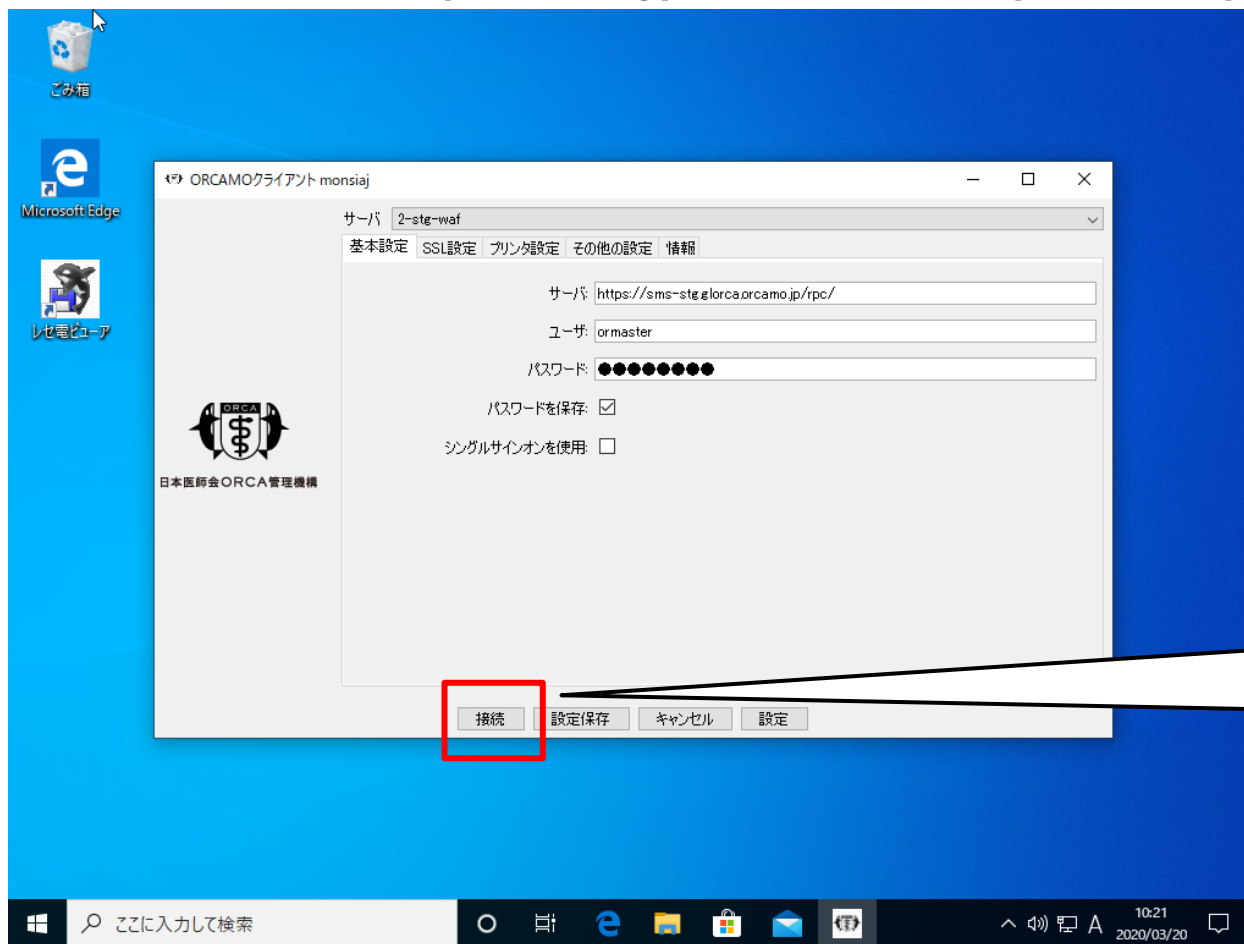 ごみ箱
Microsoft Edge
レセ電ビューア
ORCAMOクライアント monsiaj
サーバ 2-stg-waf
基本設定 SSL設定 プリンタ設定 その他の設定 情報
サーバ: https://sms-stg.glorca.orcamo.jp/rpc/
ユーザ: ormaster
パスワード: ●●●●●●●●
パスワードを保存:
シングルサインオンを使用:
ORCA
日本医師会ORCA管理機構
接続 設定保存 キャンセル 設定
ここに入力して検索
A
10:21
2020/03/20